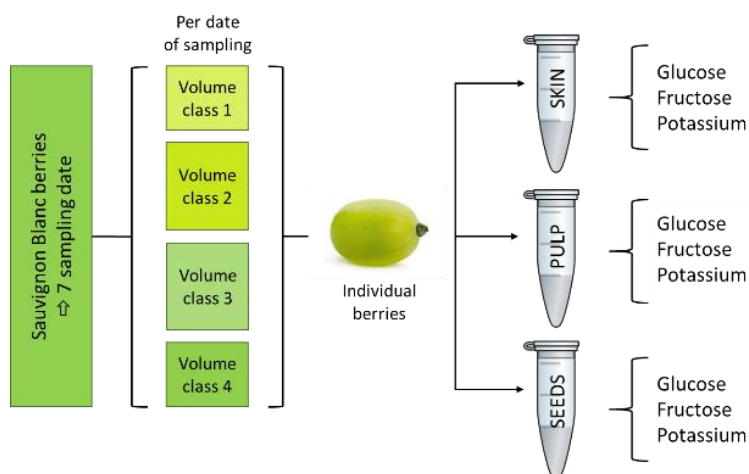 Sauvignon Blanc berries
⇨ 7 sampling date
Per date
of sampling
Volume
class 1
Volume
class 2
Volume
class 3
Volume
class 4
Individual
berries
SKIN
Glucose
Fructose
Potassium
PULP
Glucose
Fructose
Potassium
SEEDS
Glucose
Fructose
Potassium